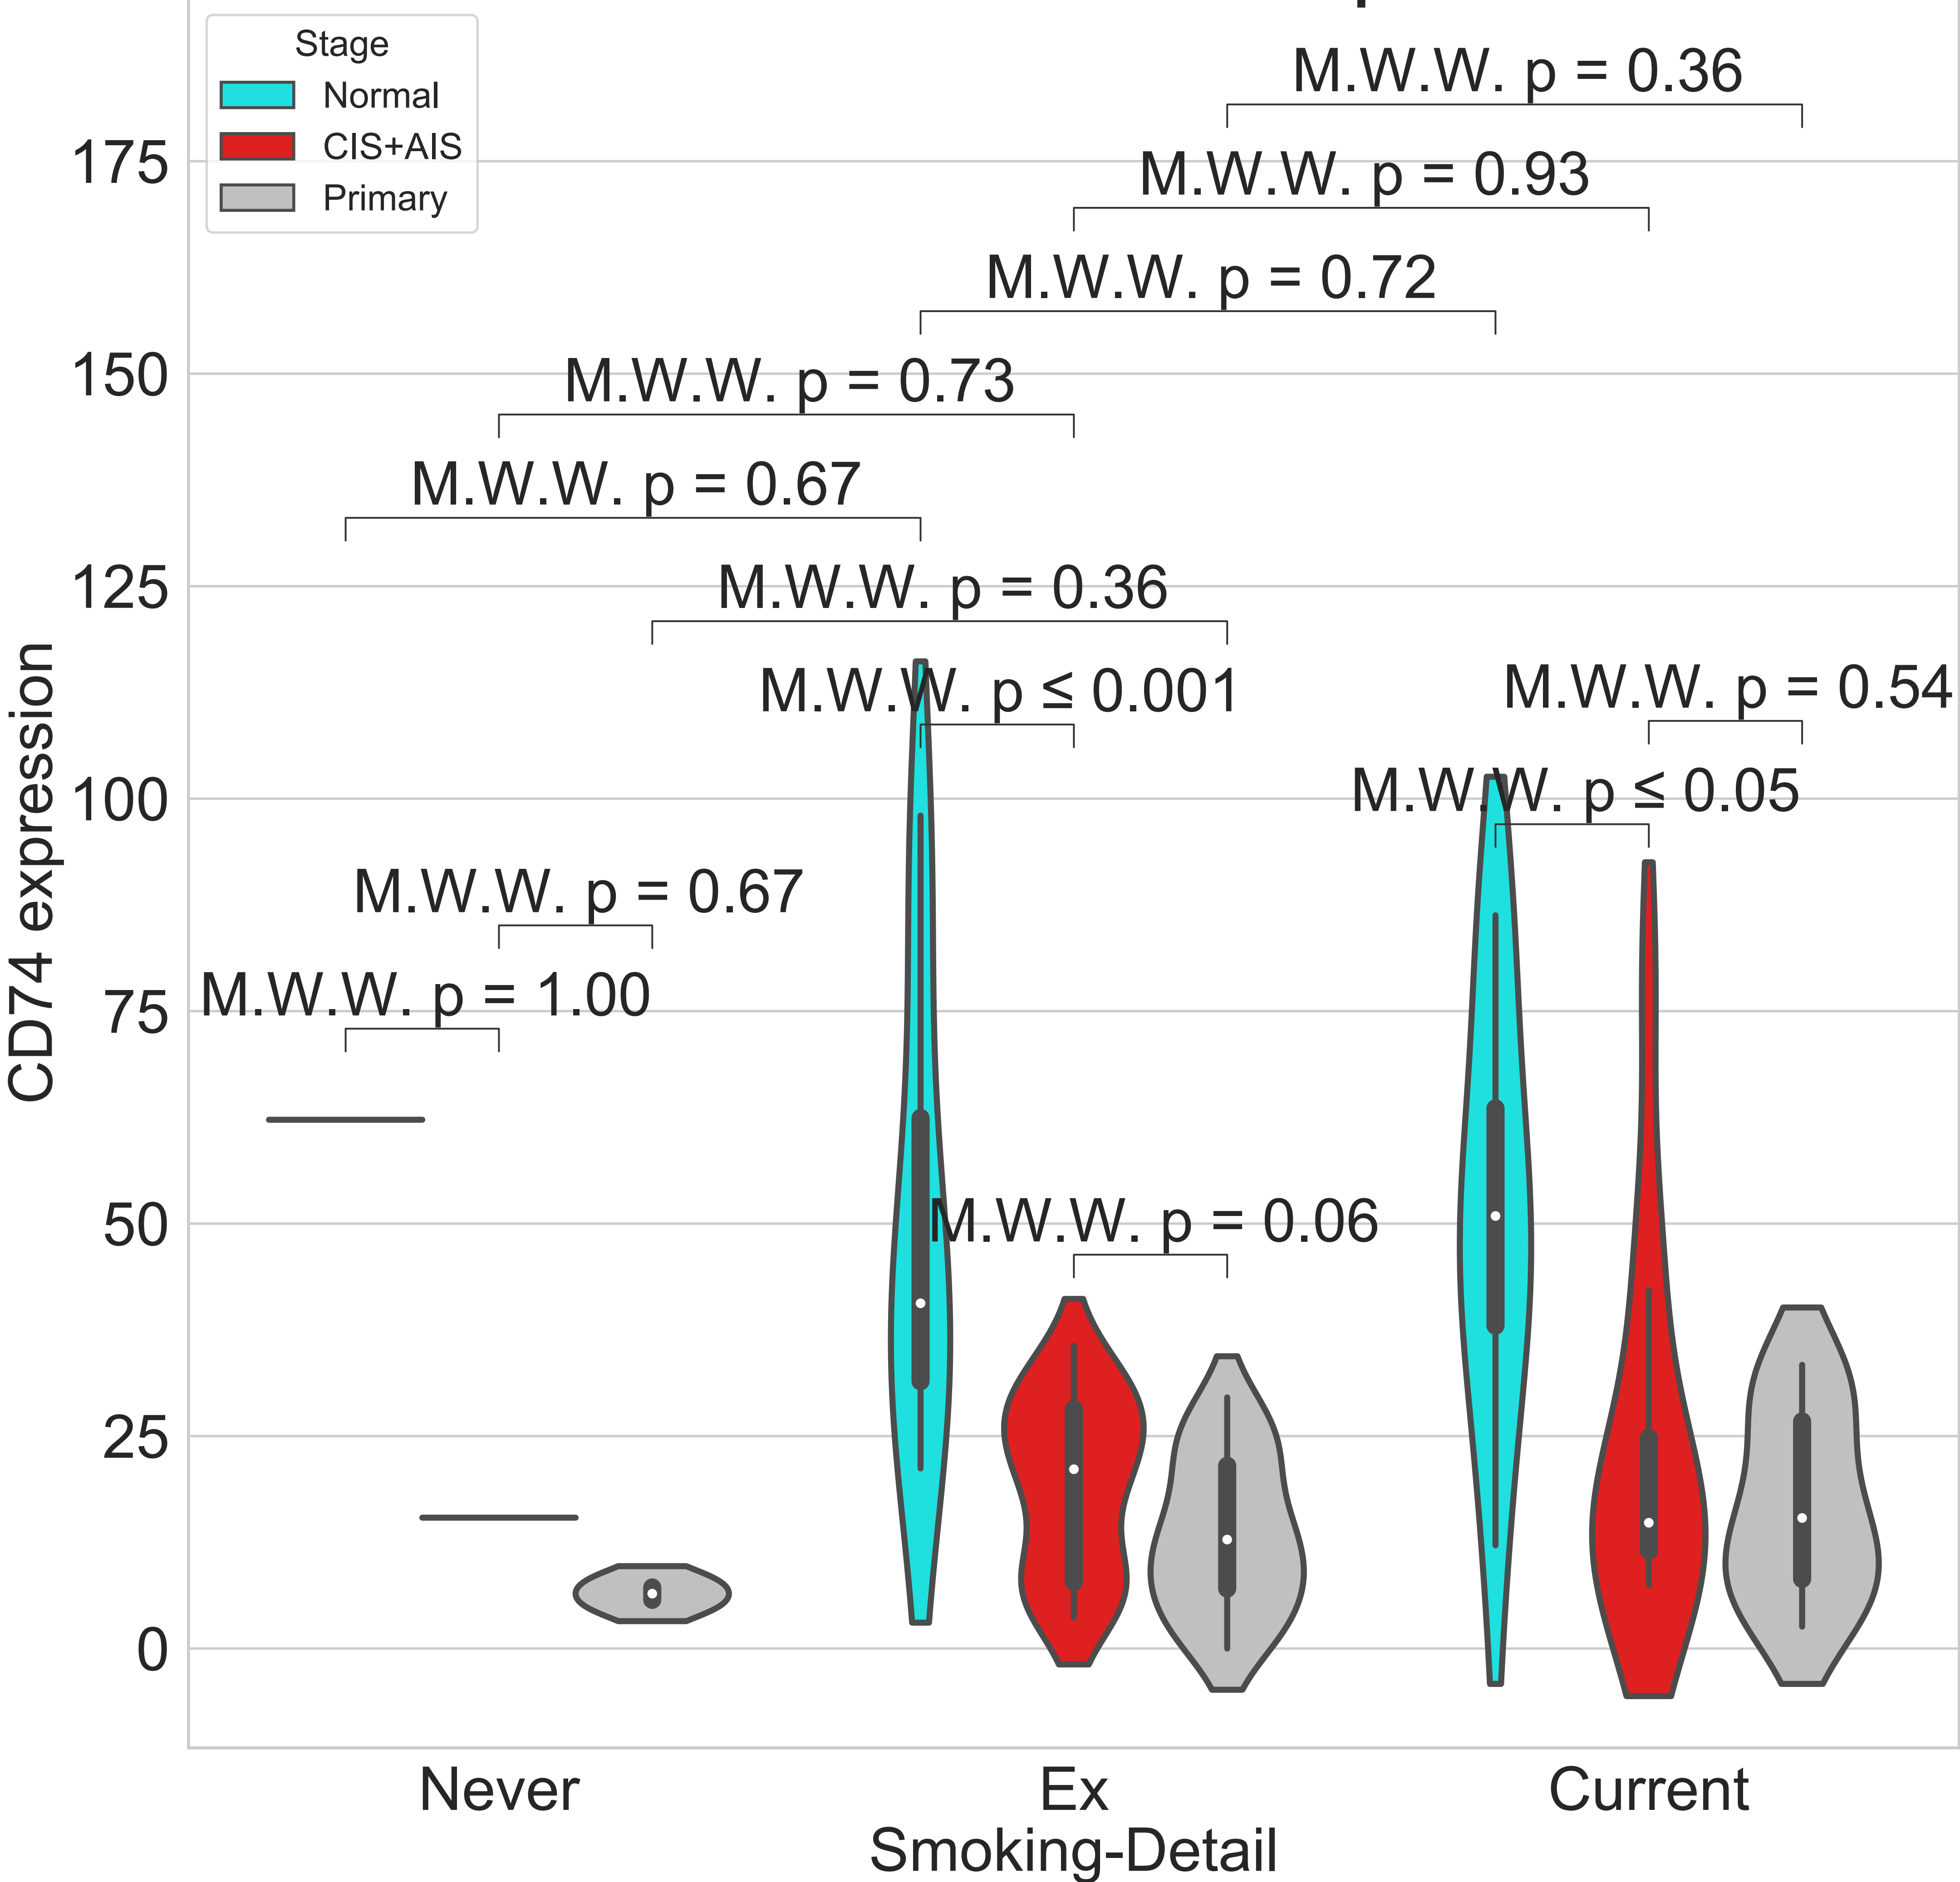 Stage
Normal
CIS+AIS
Primary
M.W.W. p = 0.36
M.W.W. p = 0.93
M.W.W. p = 0.72
M.W.W. p = 0.73
M.W.W. p = 0.67
M.W.W. p = 0.36
M.W.W. p ≤ 0.001
M.W.W. p = 0.54
M.W.W. p ≤ 0.05
M.W.W. p = 0.67
M.W.W. p = 1.00
M.W.W. p = 0.06
175
150
125
100
75
50
25
0
CD74 expression
Never
Ex
Current
Smoking-Detail